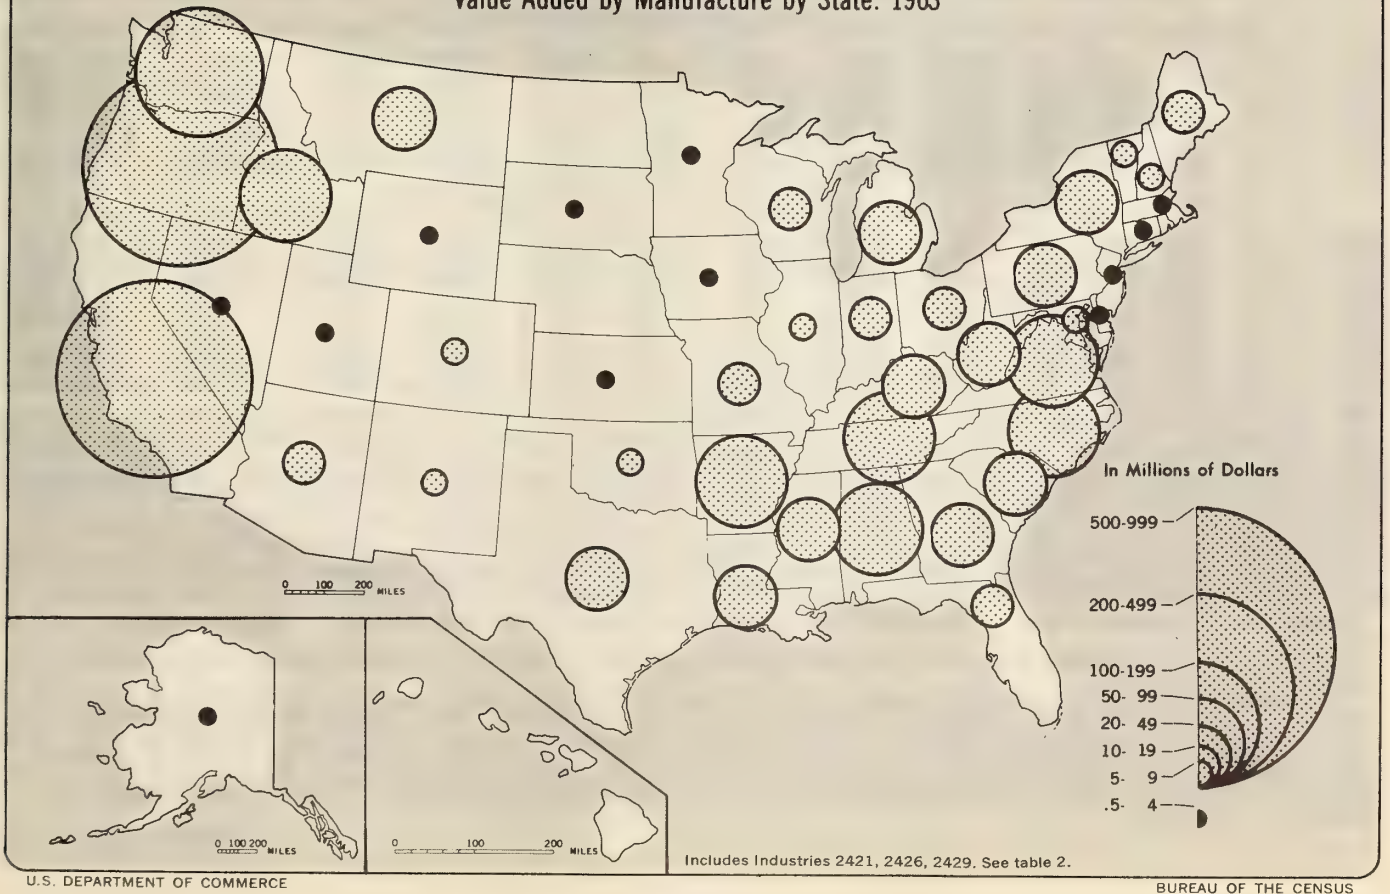 Value Added by Manufacture by State: 1963
In Millions of Dollars
500-999
200-499
100-199
50- 99
20- 49
10- 19
5- 9
.5- 4
0 100 200 MILES
0 100 200 MILES
0 100 200 MILES
Includes Industries 2421, 2426, 2429. See table 2.
U.S. DEPARTMENT OF COMMERCE
BUREAU OF THE CENSUS